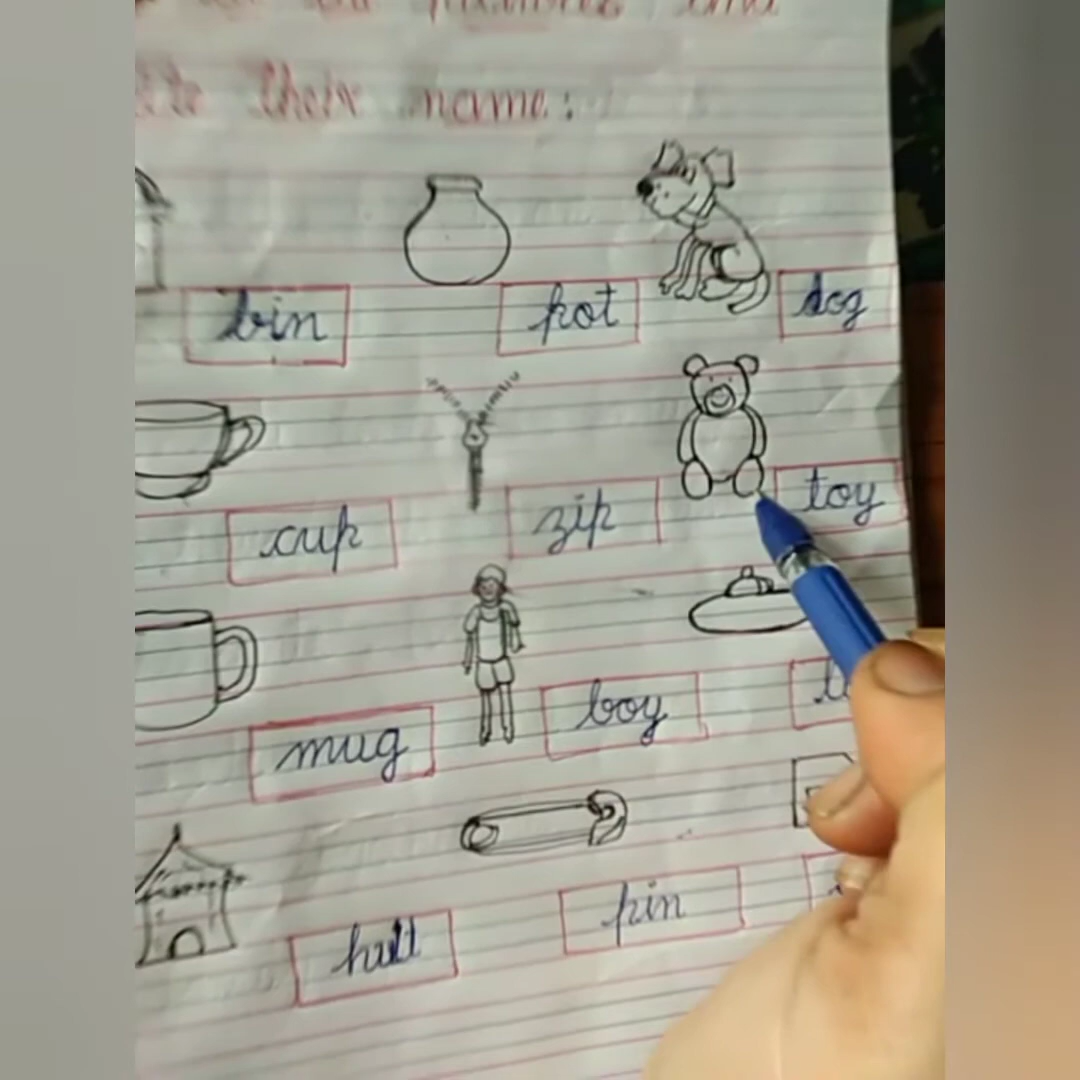 their name:
bin pot dog
cup zip toy
mug boy
hut pin